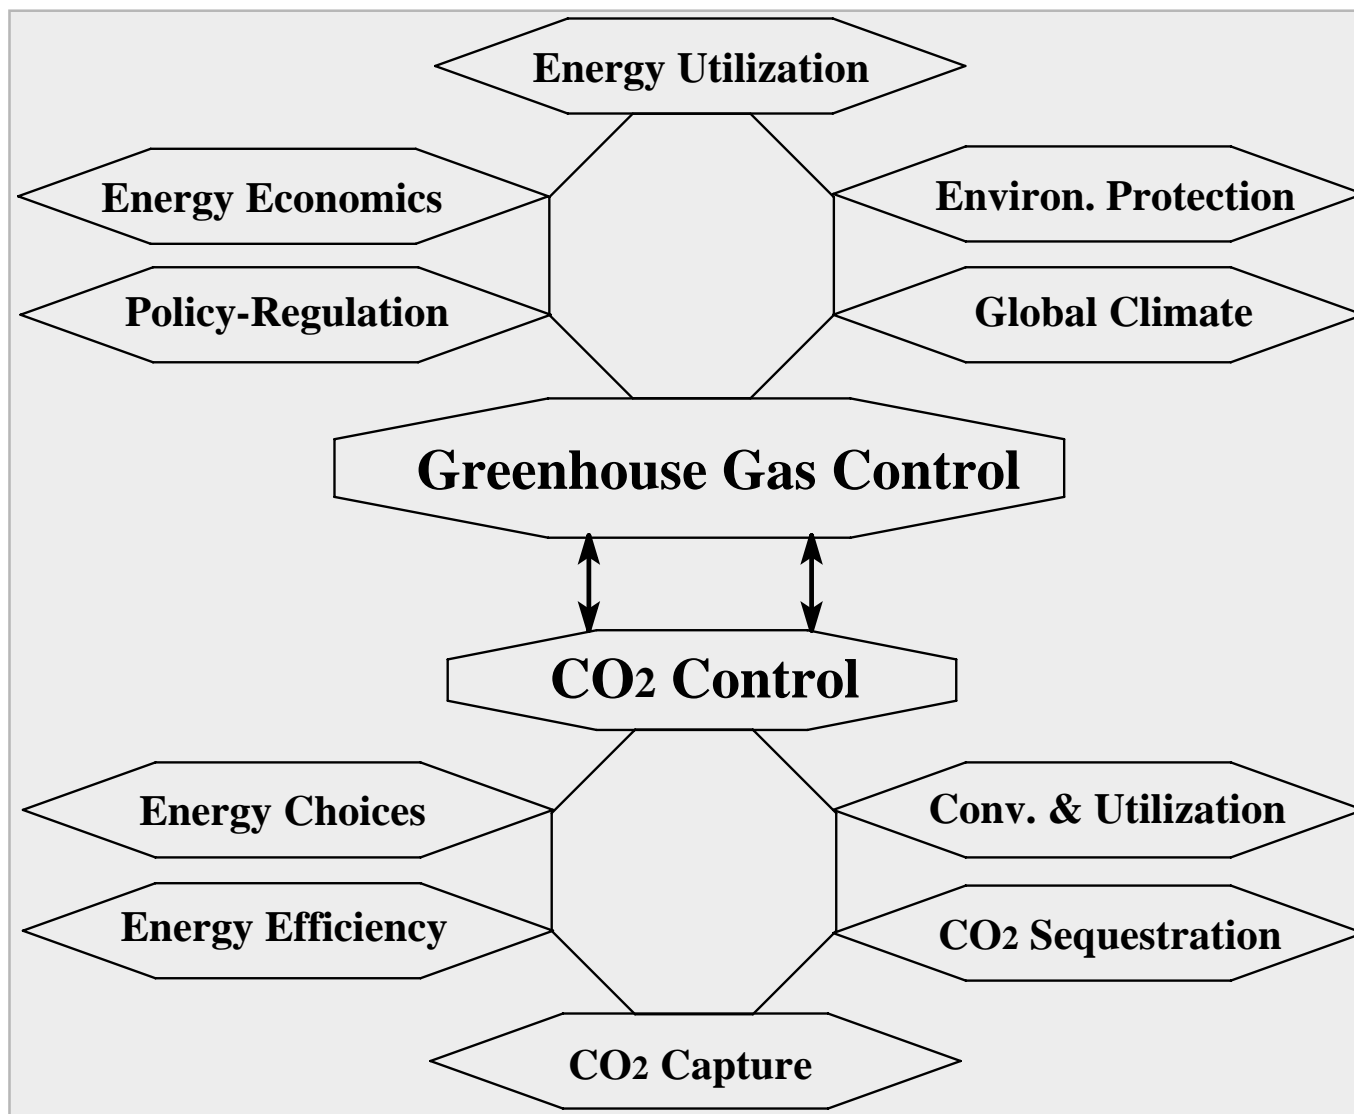 Energy Utilization
Energy Economics
Environ. Protection
Policy-Regulation
Global Climate
Greenhouse Gas Control
CO2 Control
Energy Choices
Conv. & Utilization
Energy Efficiency
CO2 Sequestration
CO2 Capture